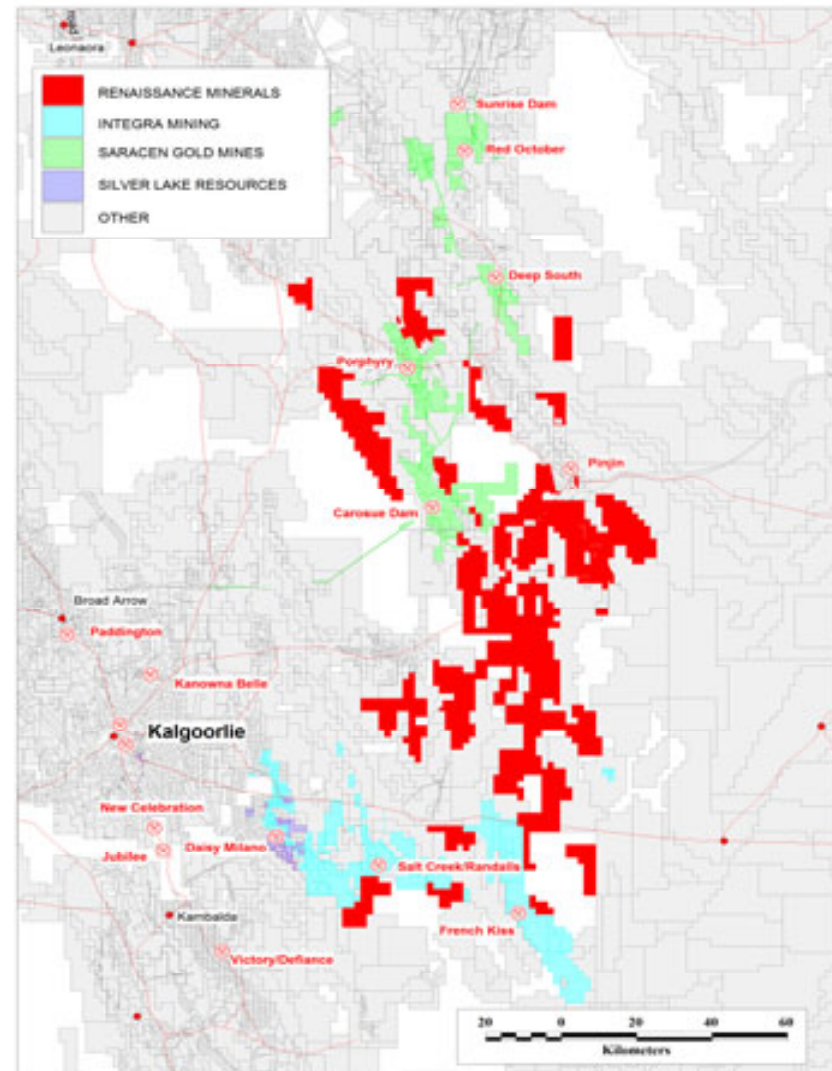 Leonaora
RENAISSANCE MINERALS
INTEGRA MINING
SARACEN GOLD MINES
SILVER LAKE RESOURCES
OTHER
Sunrise Dam
Red October
Deep South
Porphyry
Pinjin
Carosue Dam
Broad Arrow
Paddington
Kanowna Belle
Kalgoorlie
New Celebration
Daisy Milano
Jubilee
Salt Creek/Randalls
Kambalda
French Kiss
Victory/Defiance
20 0 20 40 60
Kilometers